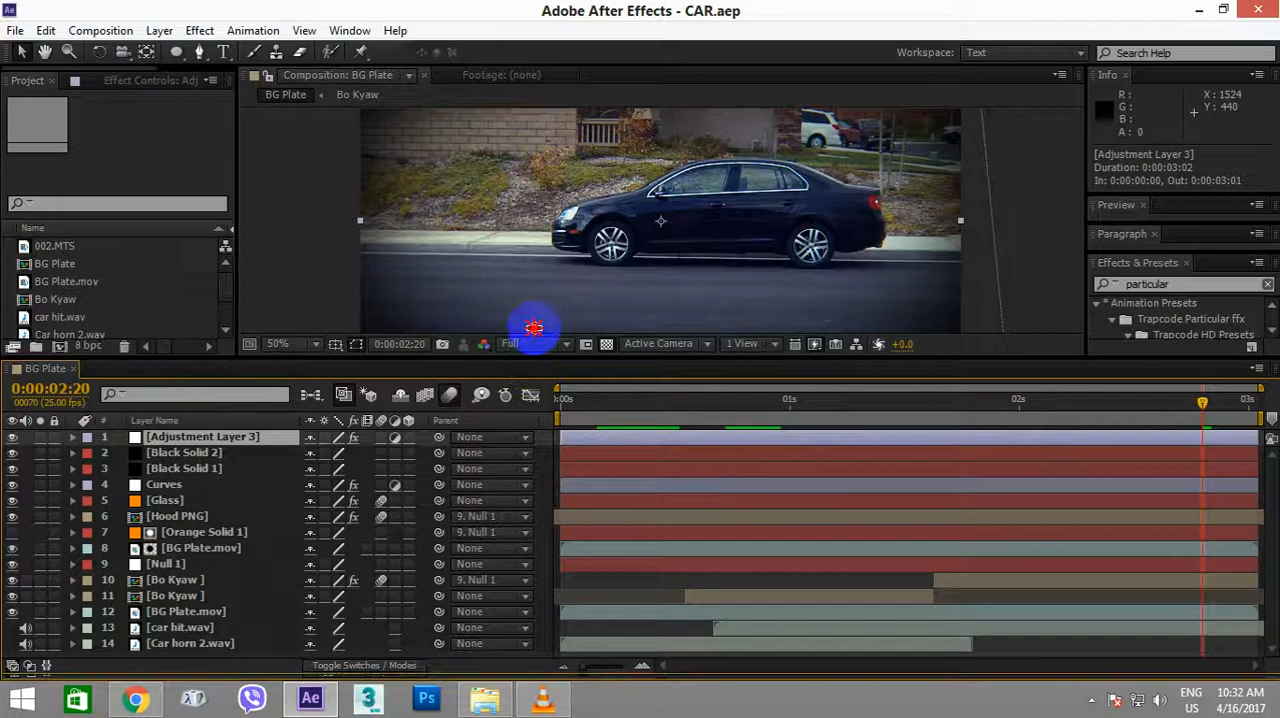 Adobe After Effects - CAR.aep
File Edit Composition Layer Effect Animation View Window Help
Workspace: Text Search Help
Project Effect Controls: Adj Composition: BG Plate Footage: (none) Info
BG Plate Bo Kyaw
R : X : 1524
G : Y : 440
B :
A : 0
[Adjustment Layer 3]
Duration: 0:00:03:02
In: 0:00:00:00, Out: 0:00:03:01
Preview
Name
Paragraph
002.MTS
BG Plate
Effects & Presets
BG Plate.mov
particular
Bo Kyaw
* Animation Presets
car hit.wav
Trapcode Particular ffx
Car horn 2.wav
Trapcode HD Presets
8 bpc 50% 0:00:02:20 Full Active Camera 1 View +0.0
BG Plate
0:00:02:20
00070 (25.00 fps)
:00s 01s 02s 03s
# Layer Name Parent
1 [Adjustment Layer 3] None
2 [Black Solid 2] None
3 [Black Solid 1] None
4 Curves None
5 [Glass] None
6 [Hood PNG] 9. Null 1
7 [Orange Solid 1] 9. Null 1
8 [BG Plate.mov] None
9 [Null 1] None
10 [Bo Kyaw ] 9. Null 1
11 [Bo Kyaw ] None
12 [BG Plate.mov] None
13 [car hit.wav] None
14 [Car horn 2.wav] None
Toggle Switches / Modes
ENG 10:32 AM
US 4/16/2017